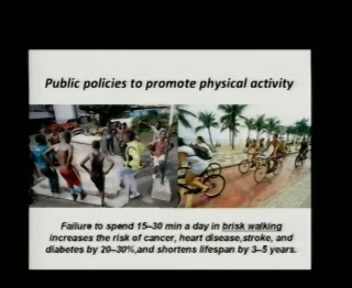 Public policies to promote physical activity
Failure to spend 15–30 min a day in brisk walking
increases the risk of cancer, heart disease,stroke, and
diabetes by 20–30%,and shortens lifespan by 3–5 years.